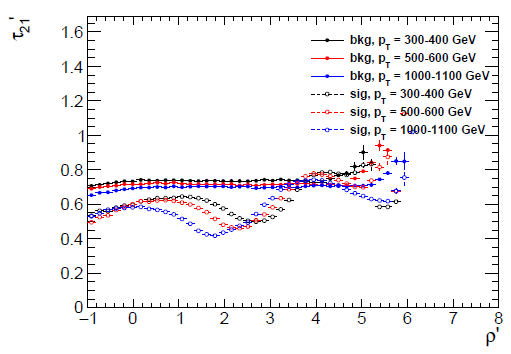 τ21'
1.6
1.4
1.2
1
0.8
0.6
0.4
0.2
0
bkg, pT = 300-400 GeV
bkg, pT = 500-600 GeV
bkg, pT = 1000-1100 GeV
sig, pT = 300-400 GeV
sig, pT = 500-600 GeV
sig, pT = 1000-1100 GeV
−1 0 1 2 3 4 5 6 7 8
ρ'